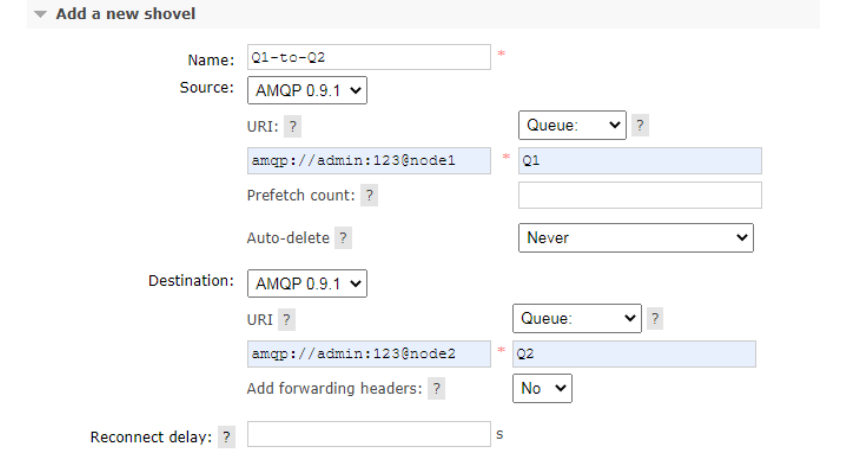 Add a new shovel
Name: Q1-to-Q2 *
Source: AMQP 0.9.1
URI: ? Queue: ?
amqp://admin:123@node1 * Q1
Prefetch count: ?
Auto-delete ? Never
Destination: AMQP 0.9.1
URI ? Queue: ?
amqp://admin:123@node2 * Q2
Add forwarding headers: ? No
Reconnect delay: ? s